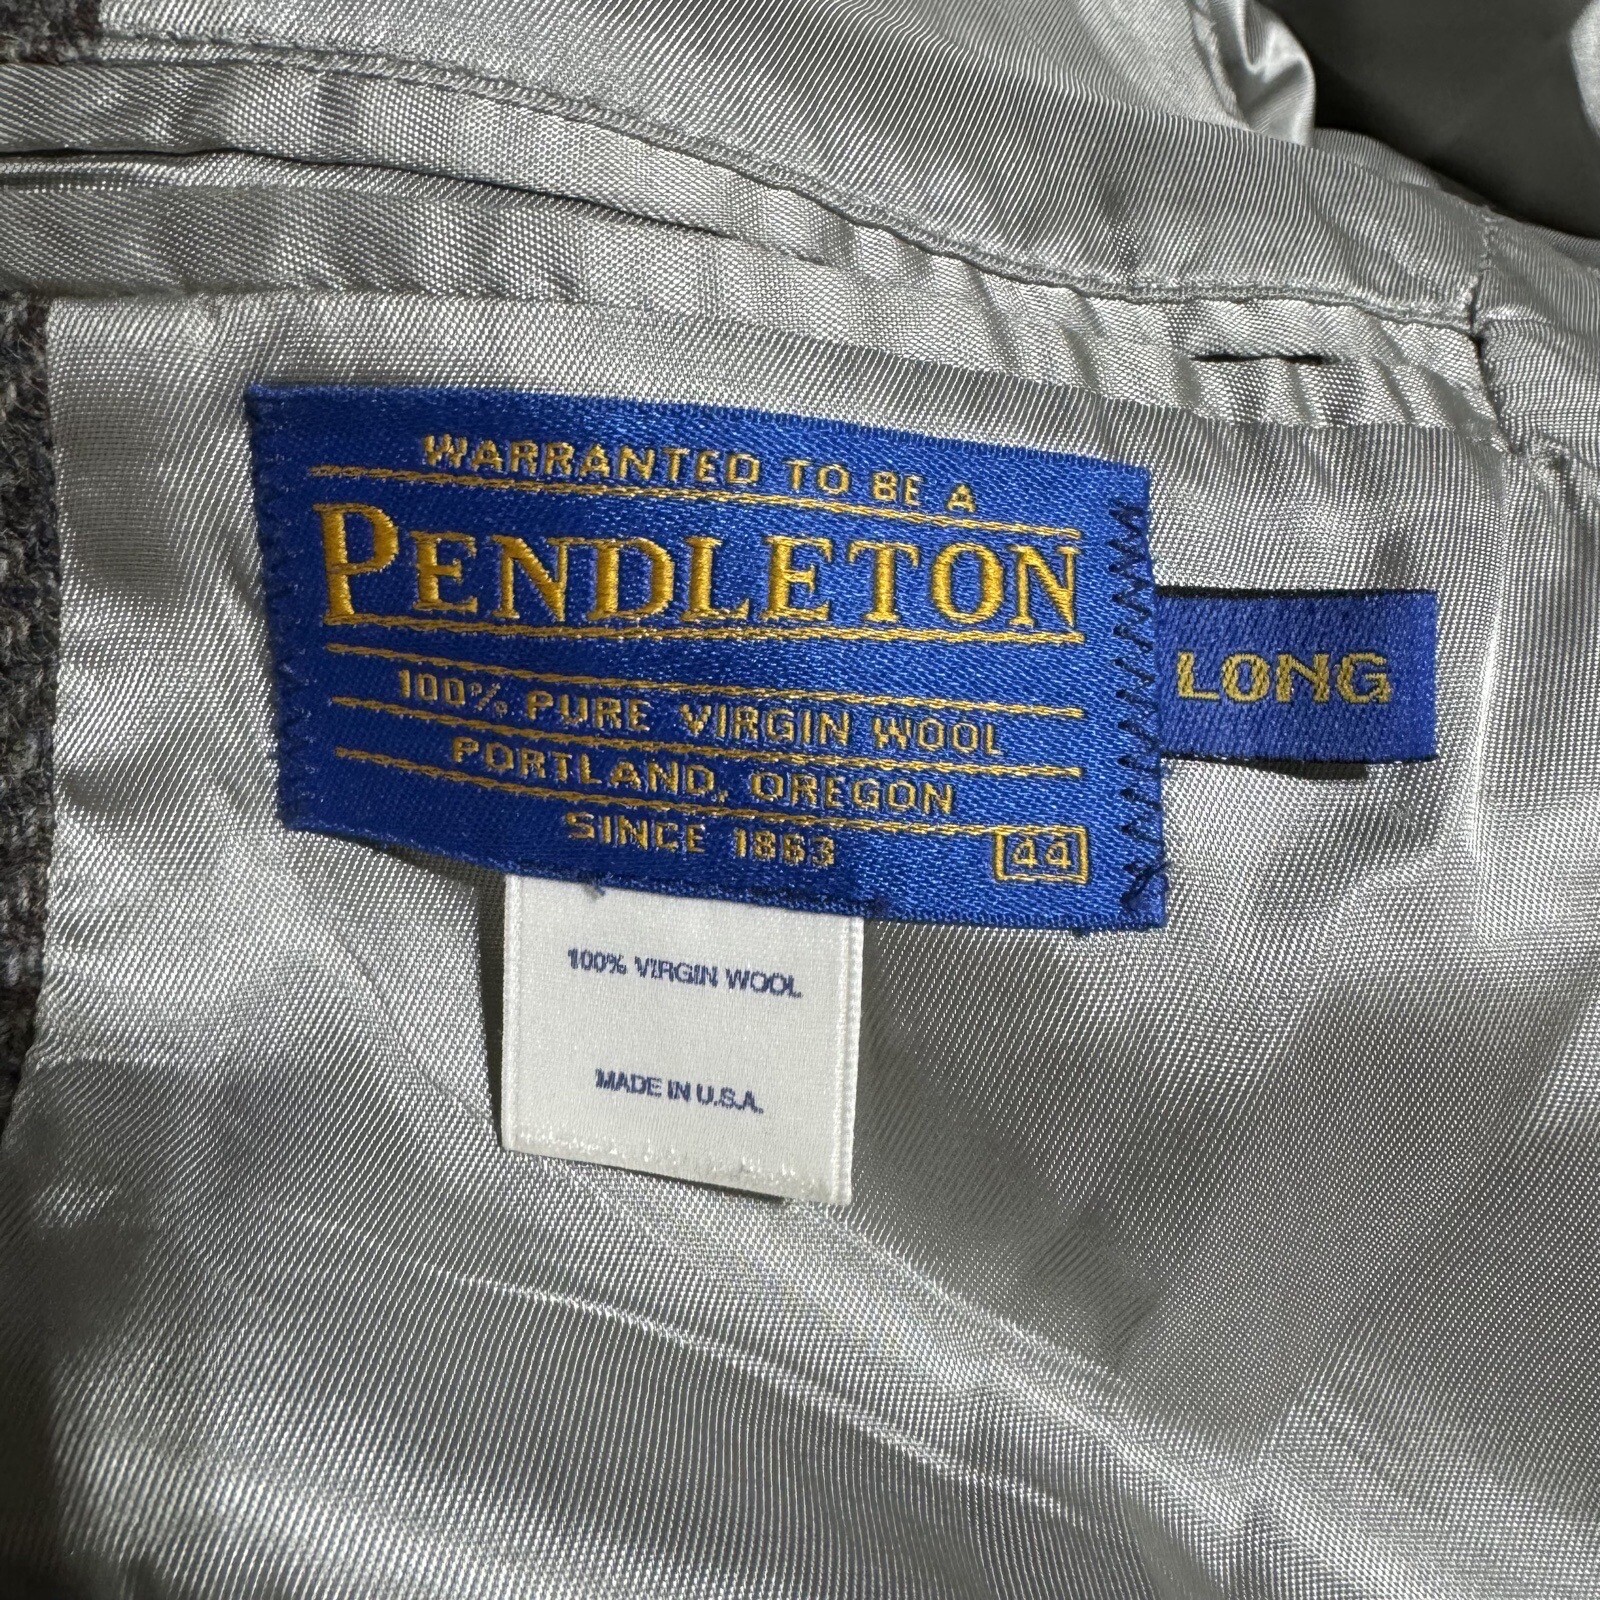 WARRANTED TO BE A
PENDLETON
100% PURE VIRGIN WOOL
PORTLAND, OREGON
SINCE 1863
44
LONG
100% VIRGIN WOOL
MADE IN U.S.A.